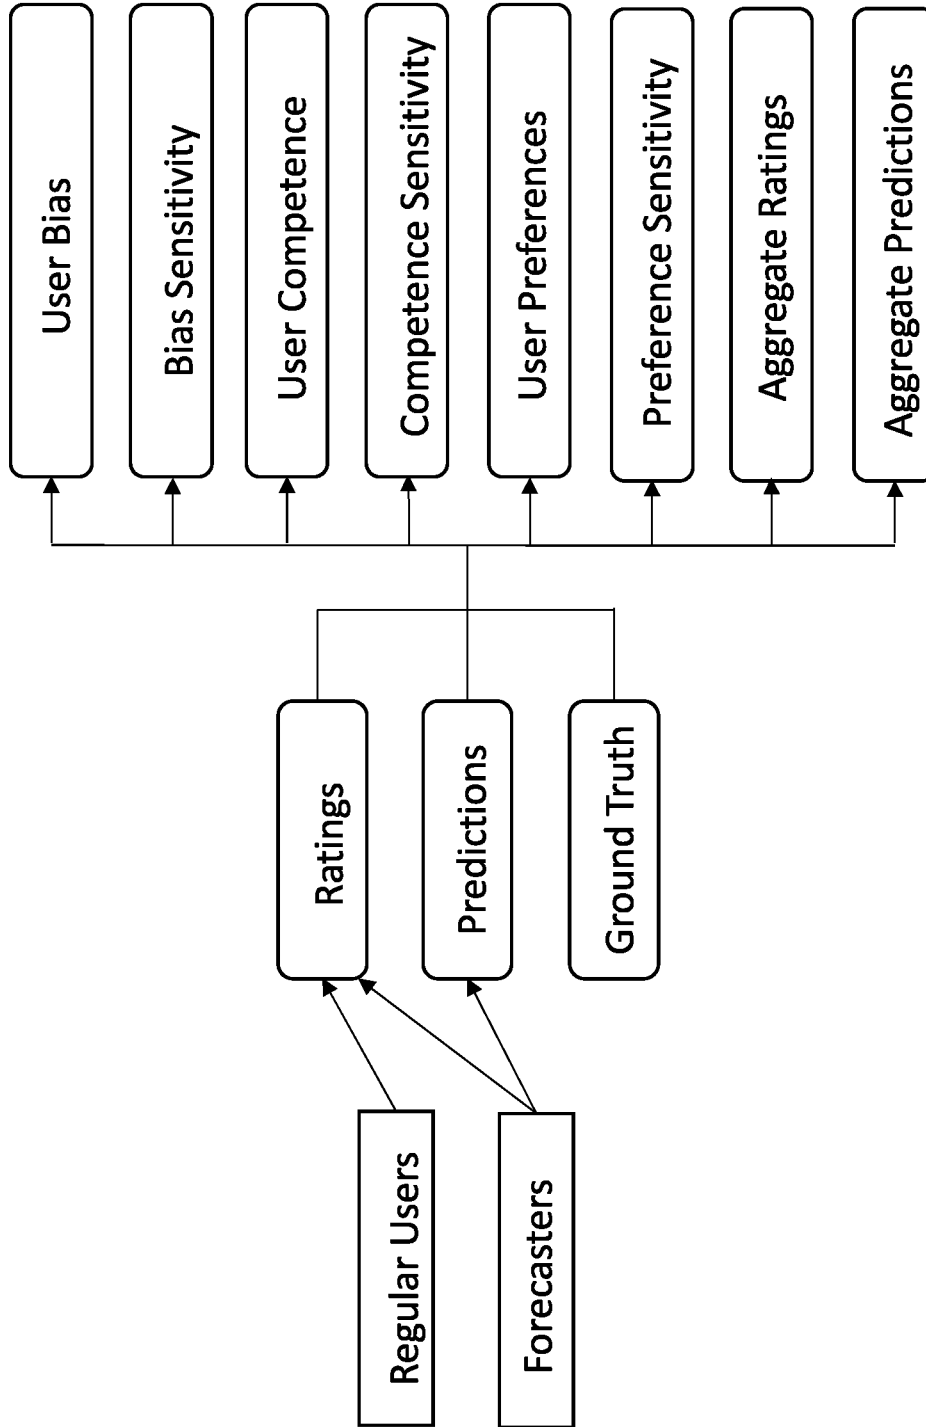 Regular Users
Forecasters
Ratings
Predictions
Ground Truth
User Bias
Bias Sensitivity
User Competence
Competence Sensitivity
User Preferences
Preference Sensitivity
Aggregate Ratings
Aggregate Predictions